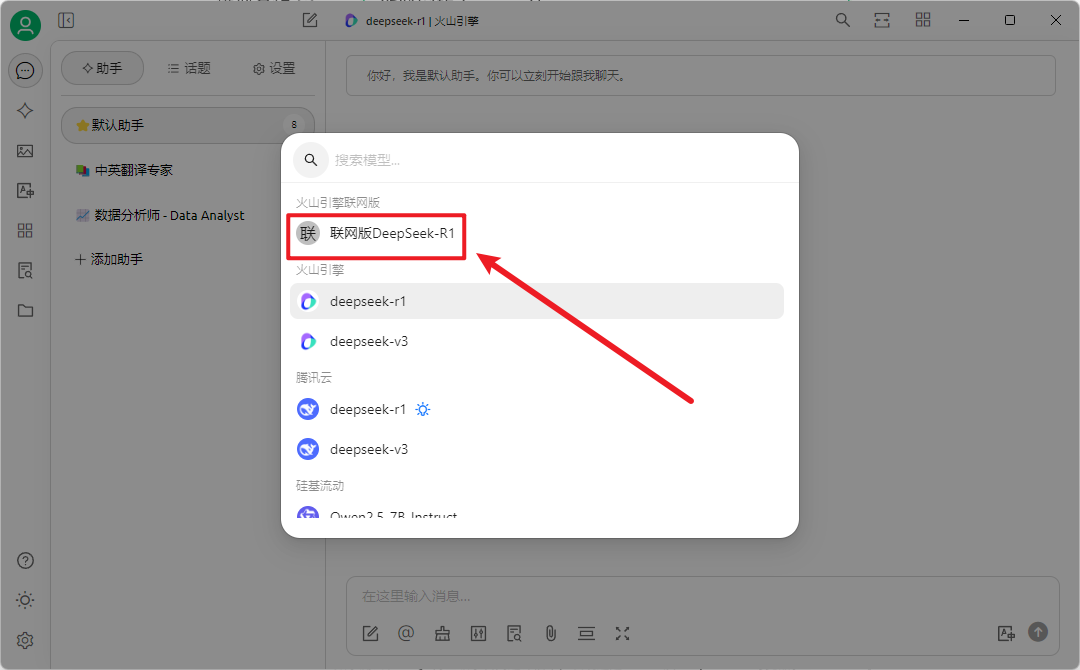 deepseek-r1 | 火山引擎
助手
话题
设置
你好，我是默认助手。你可以立刻开始跟我聊天。
默认助手
8
中英翻译专家
数据分析师 - Data Analyst
添加助手
搜索模型...
火山引擎联网版
联
联网版DeepSeek-R1
火山引擎
deepseek-r1
deepseek-v3
腾讯云
deepseek-r1
deepseek-v3
硅基流动
Qwen2.5-7B-Instruct
在这里输入消息...